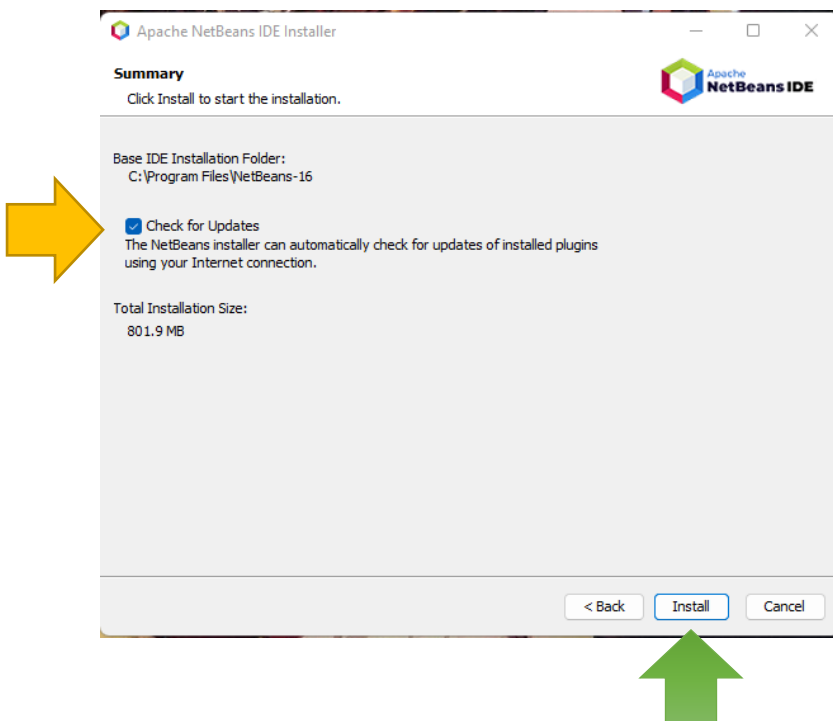 Apache NetBeans IDE Installer
Summary
Click Install to start the installation.
Apache
NetBeans IDE
Base IDE Installation Folder:
C:\Program Files\NetBeans-16
Check for Updates
The NetBeans installer can automatically check for updates of installed plugins
using your Internet connection.
Total Installation Size:
801.9 MB
< Back Install Cancel